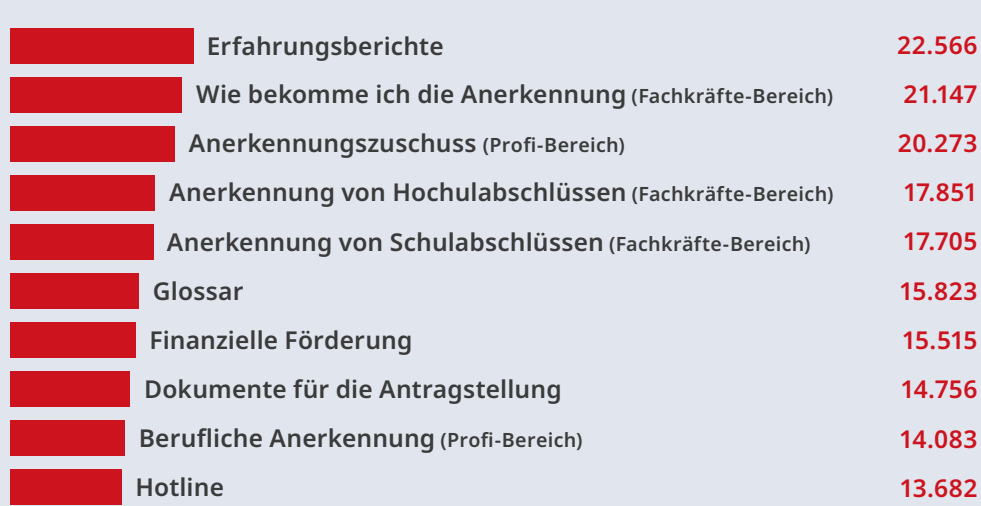 Erfahrungsberichte 22.566
Wie bekomme ich die Anerkennung (Fachkräfte-Bereich) 21.147
Anerkennungszuschuss (Profi-Bereich) 20.273
Anerkennung von Hochulabschlüssen (Fachkräfte-Bereich) 17.851
Anerkennung von Schulabschlüssen (Fachkräfte-Bereich) 17.705
Glossar 15.823
Finanzielle Förderung 15.515
Dokumente für die Antragstellung 14.756
Berufliche Anerkennung (Profi-Bereich) 14.083
Hotline 13.682